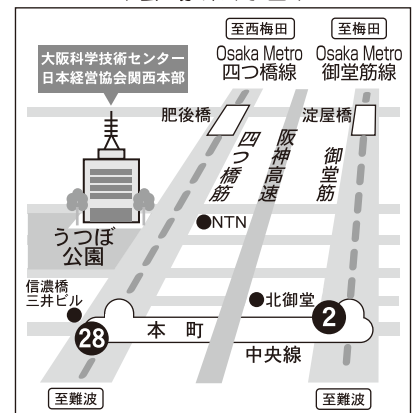 至西梅田
至梅田
大阪科学技術センター
日本経営協会関西本部
Osaka Metro
四つ橋線
Osaka Metro
御堂筋線
肥後橋
淀屋橋
四つ橋筋
阪神高速
御堂筋
NTN
うつぼ
公園
信濃橋
三井ビル
北御堂
28
本町
2
中央線
至難波
至難波